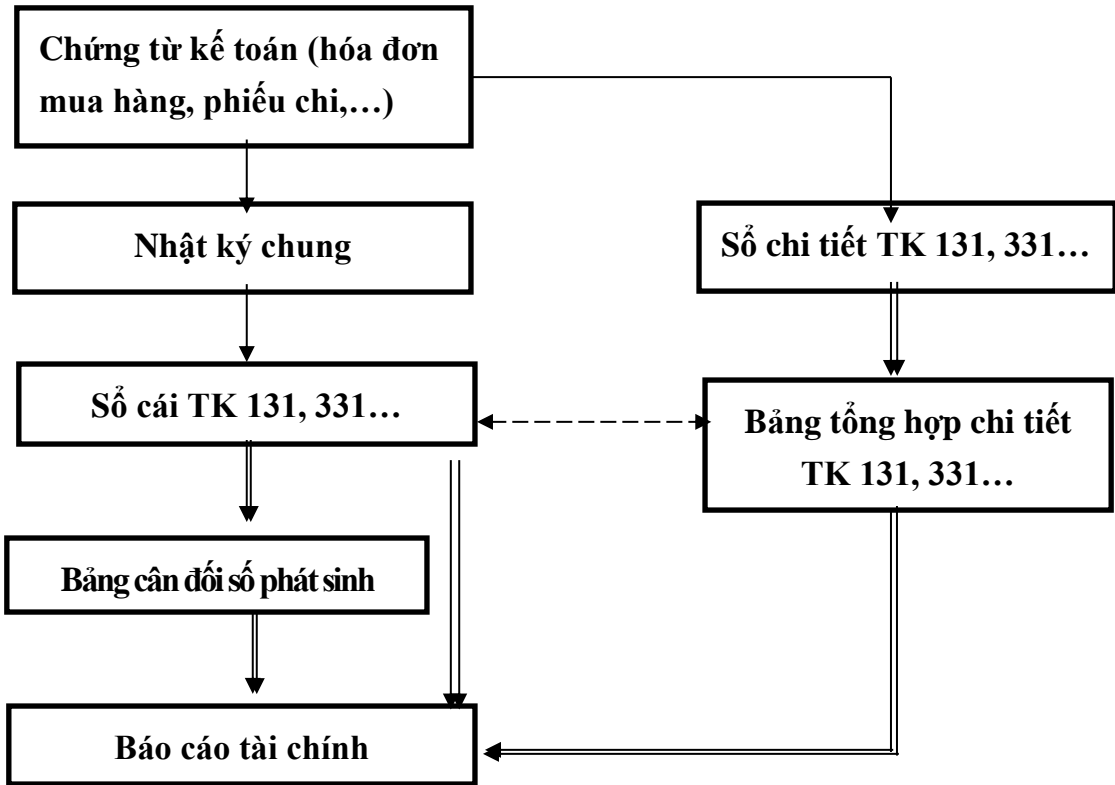 Chứng từ kế toán (hóa đơn
mua hàng, phiếu chi,…)
Nhật ký chung
Sổ chi tiết TK 131, 331…
Sổ cái TK 131, 331…
Bảng tổng hợp chi tiết
TK 131, 331…
Bảng cân đối số phát sinh
Báo cáo tài chính